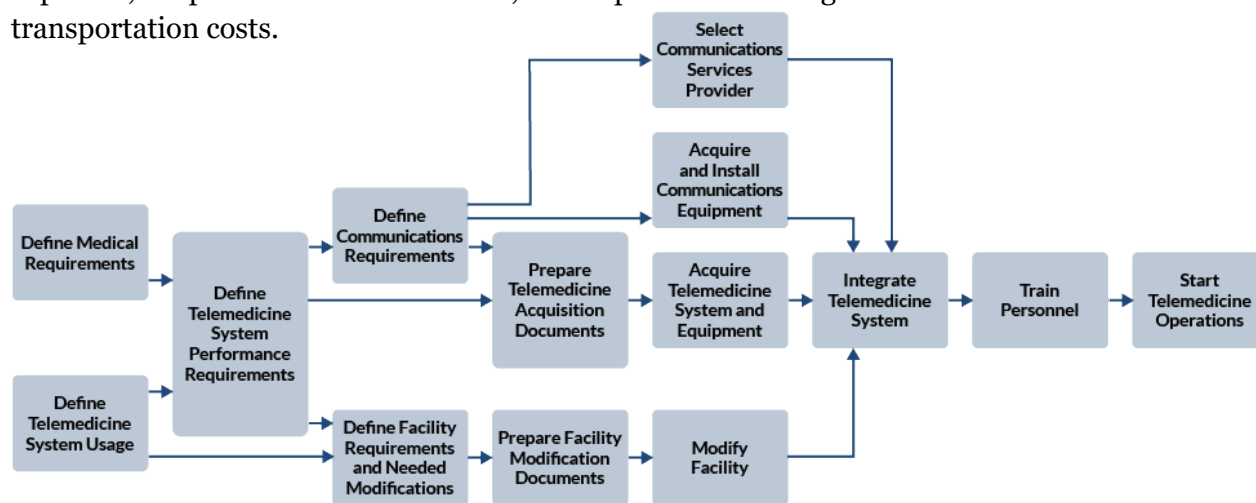 transportation costs.
Select
Communications
Services
Provider
Acquire
and Install
Communications
Equipment
Define Medical
Requirements
Define
Telemedicine
System
Performance
Requirements
Define
Communications
Requirements
Prepare
Telemedicine
Acquisition
Documents
Acquire
Telemedicine
System and
Equipment
Integrate
Telemedicine
System
Train
Personnel
Start
Telemedicine
Operations
Define
Telemedicine
System Usage
Define Facility
Requirements
and Needed
Modifications
Prepare Facility
Modification
Documents
Modify
Facility